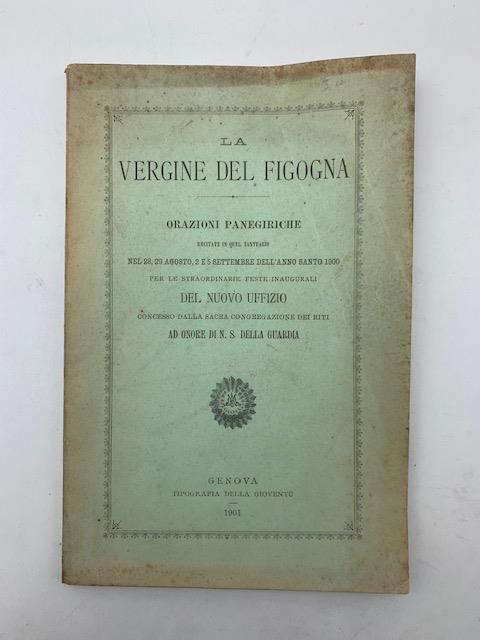 LA
VERGINE DEL FIGOGNA
ORAZIONI PANEGIRICHE
RECITATE IN QUEL SANTUARIO
NEL 28, 29 AGOSTO, 2 E 8 SETTEMBRE DELL'ANNO SANTO 1900
PER LE STRAORDINARIE FESTE INAUGURALI
DEL NUOVO UFFIZIO
CONCESSO DALLA SACRA CONGREGAZIONE DEI RITI
AD ONORE DI N. S. DELLA GUARDIA
GENOVA
TIPOGRAFIA DELLA GIOVENTÙ
1901